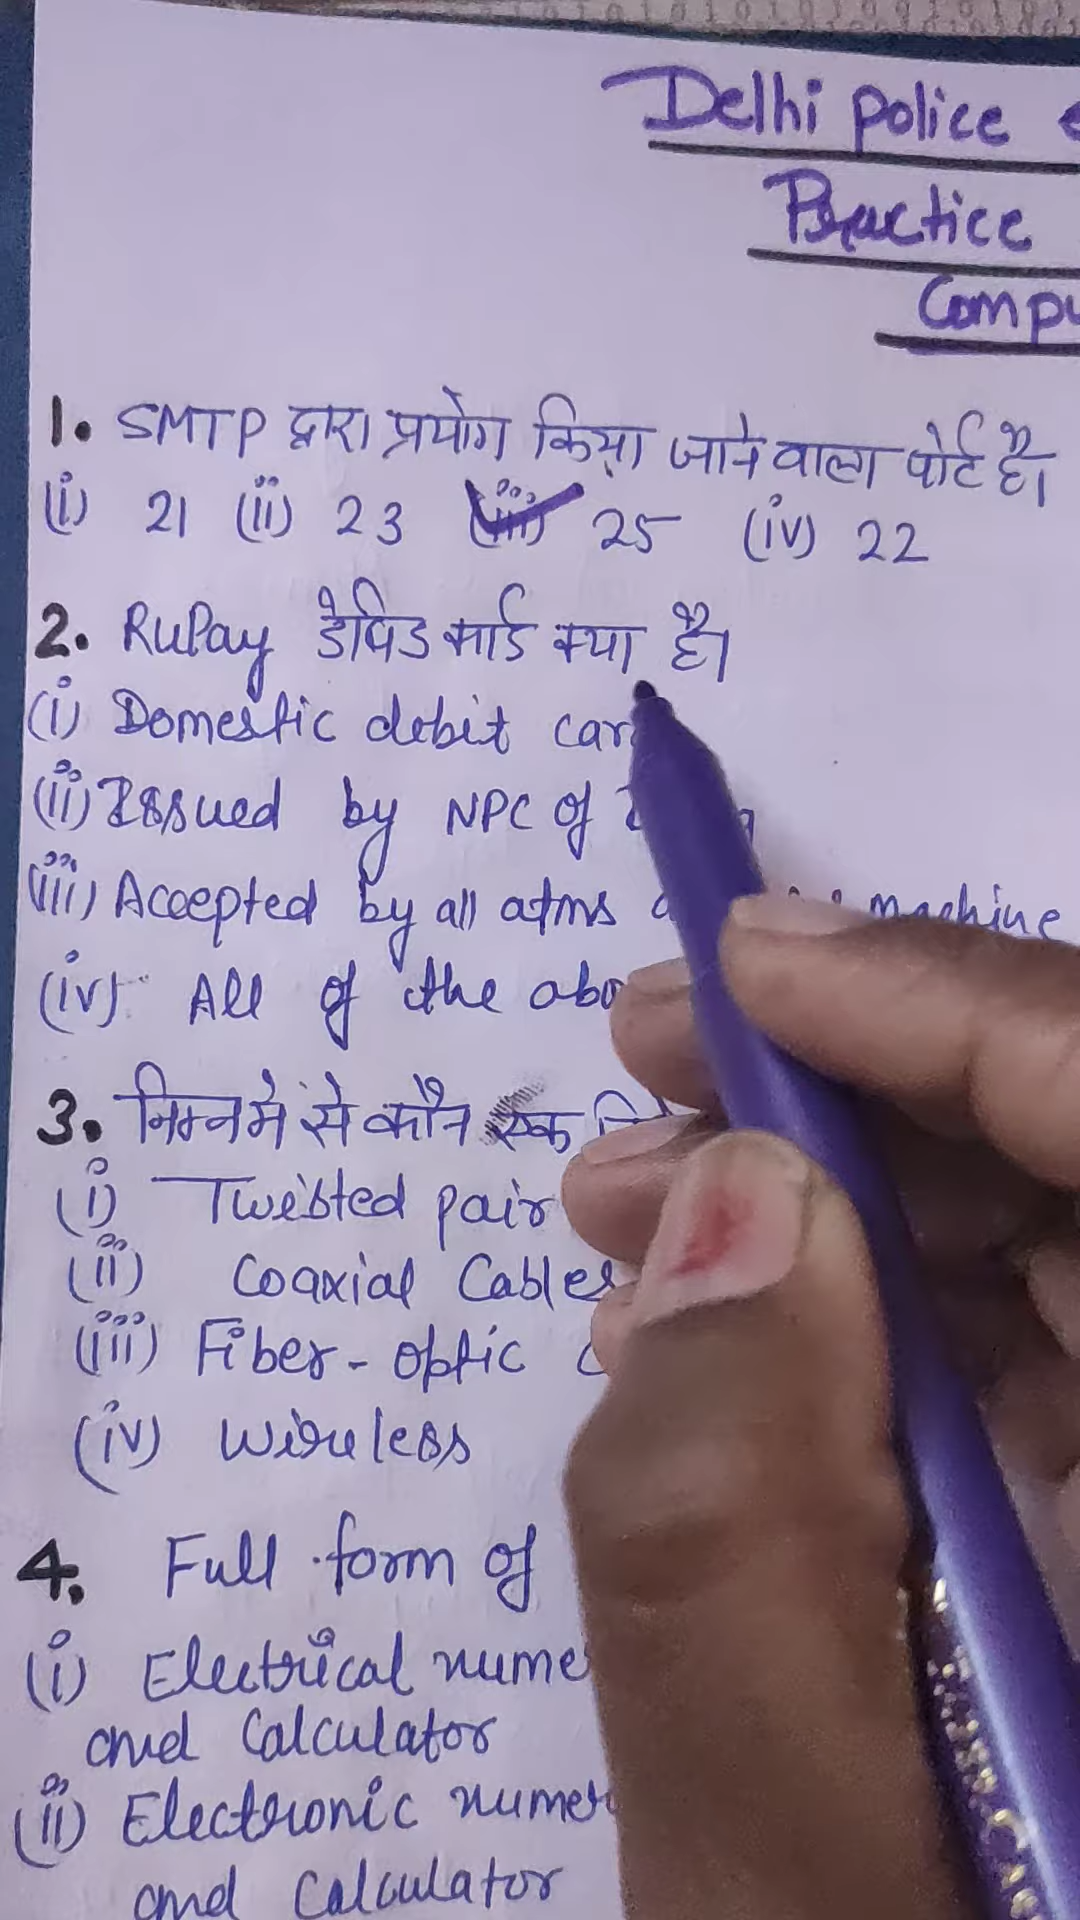 Delhi Police
Practice
Comp
1. SMTP द्वारा प्रयोग किया जाने वाला पोर्ट है।
(i) 21 (ii) 23 (iii) 25 (iv) 22
2. RuPay डेविड कार्ड क्या है।
(i) Domestic debit car
(ii) Issued by NPC of
(iii) Accepted by all atms machine
(iv) All of the abo
3. निम्न मे से कौन एक
(i) Twisted pair
(ii) Coaxial Cables
(iii) Fiber-optic c
(iv) Wireless
4. Full form of
(i) Electrical nume
and Calculator
(ii) Electronic numer
and Calculator